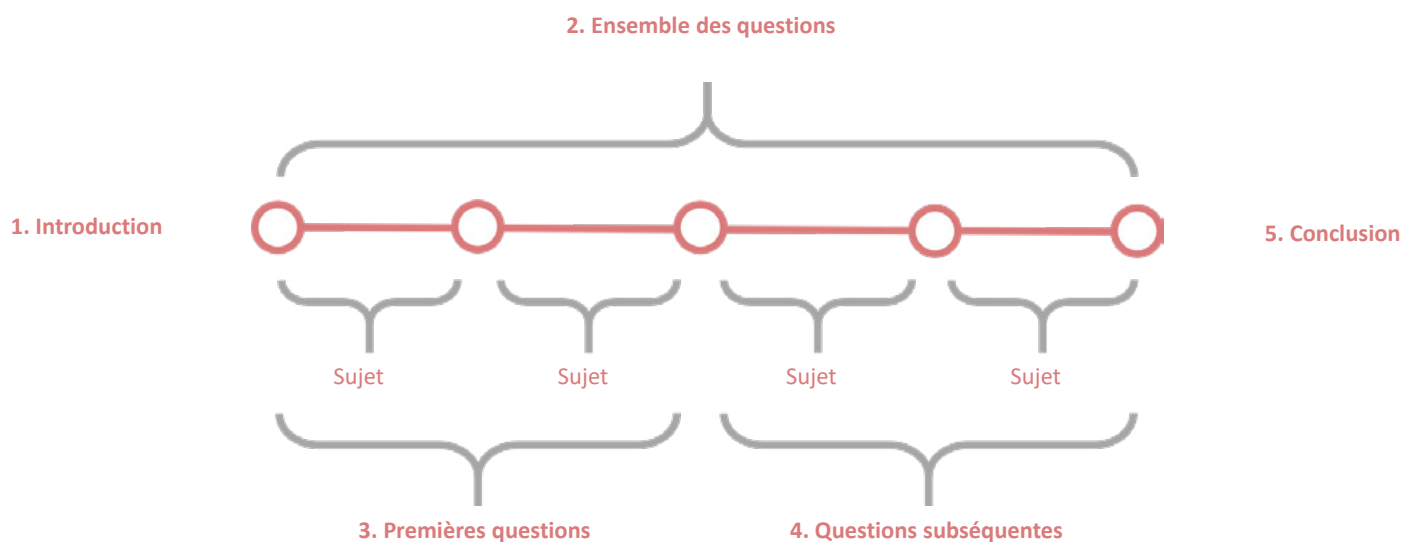 2. Ensemble des questions
1. Introduction
5. Conclusion
Sujet
Sujet
Sujet
Sujet
3. Premières questions
4. Questions subséquentes